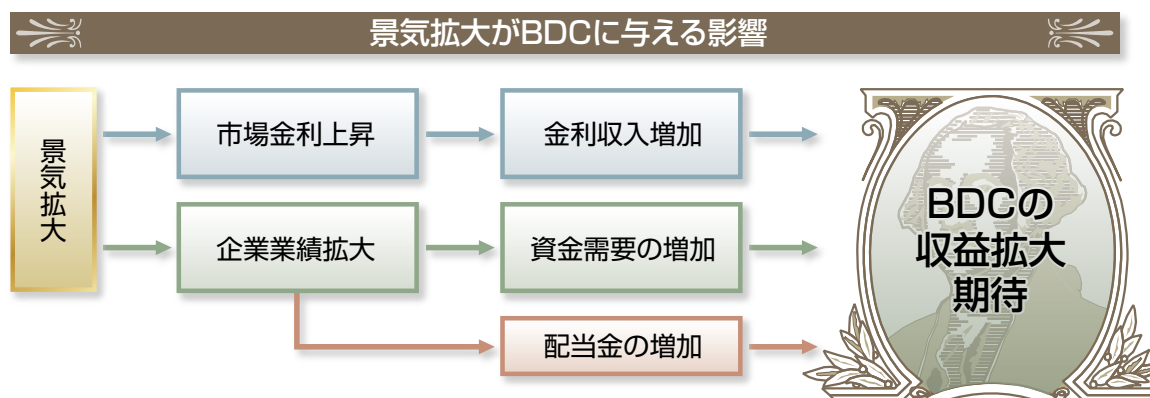 景気拡大がBDCに与える影響
景気拡大
市場金利上昇
金利収入増加
企業業績拡大
資金需要の増加
配当金の増加
BDCの
収益拡大
期待